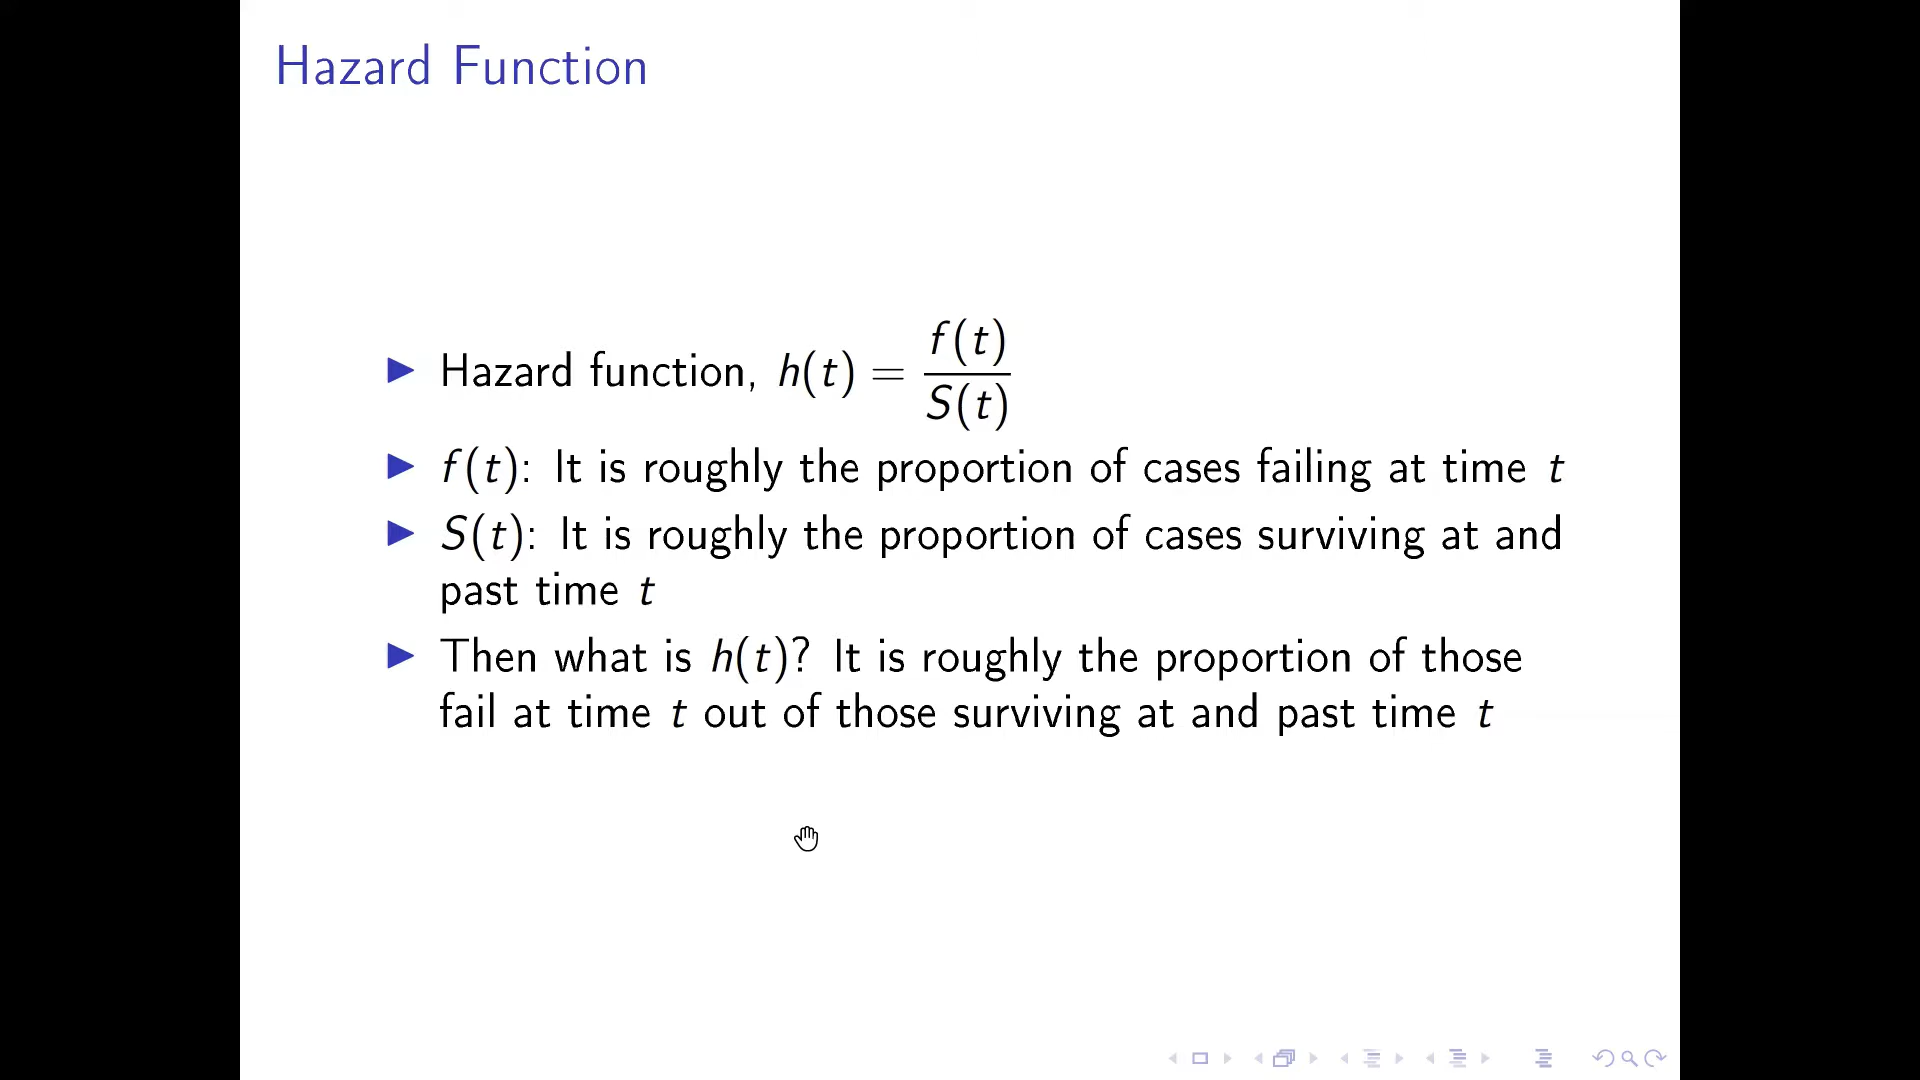 Hazard Function
Hazard function, h(t) = f(t)/S(t)
f(t): It is roughly the proportion of cases failing at time t
S(t): It is roughly the proportion of cases surviving at and
past time t
Then what is h(t)? It is roughly the proportion of those
fail at time t out of those surviving at and past time t